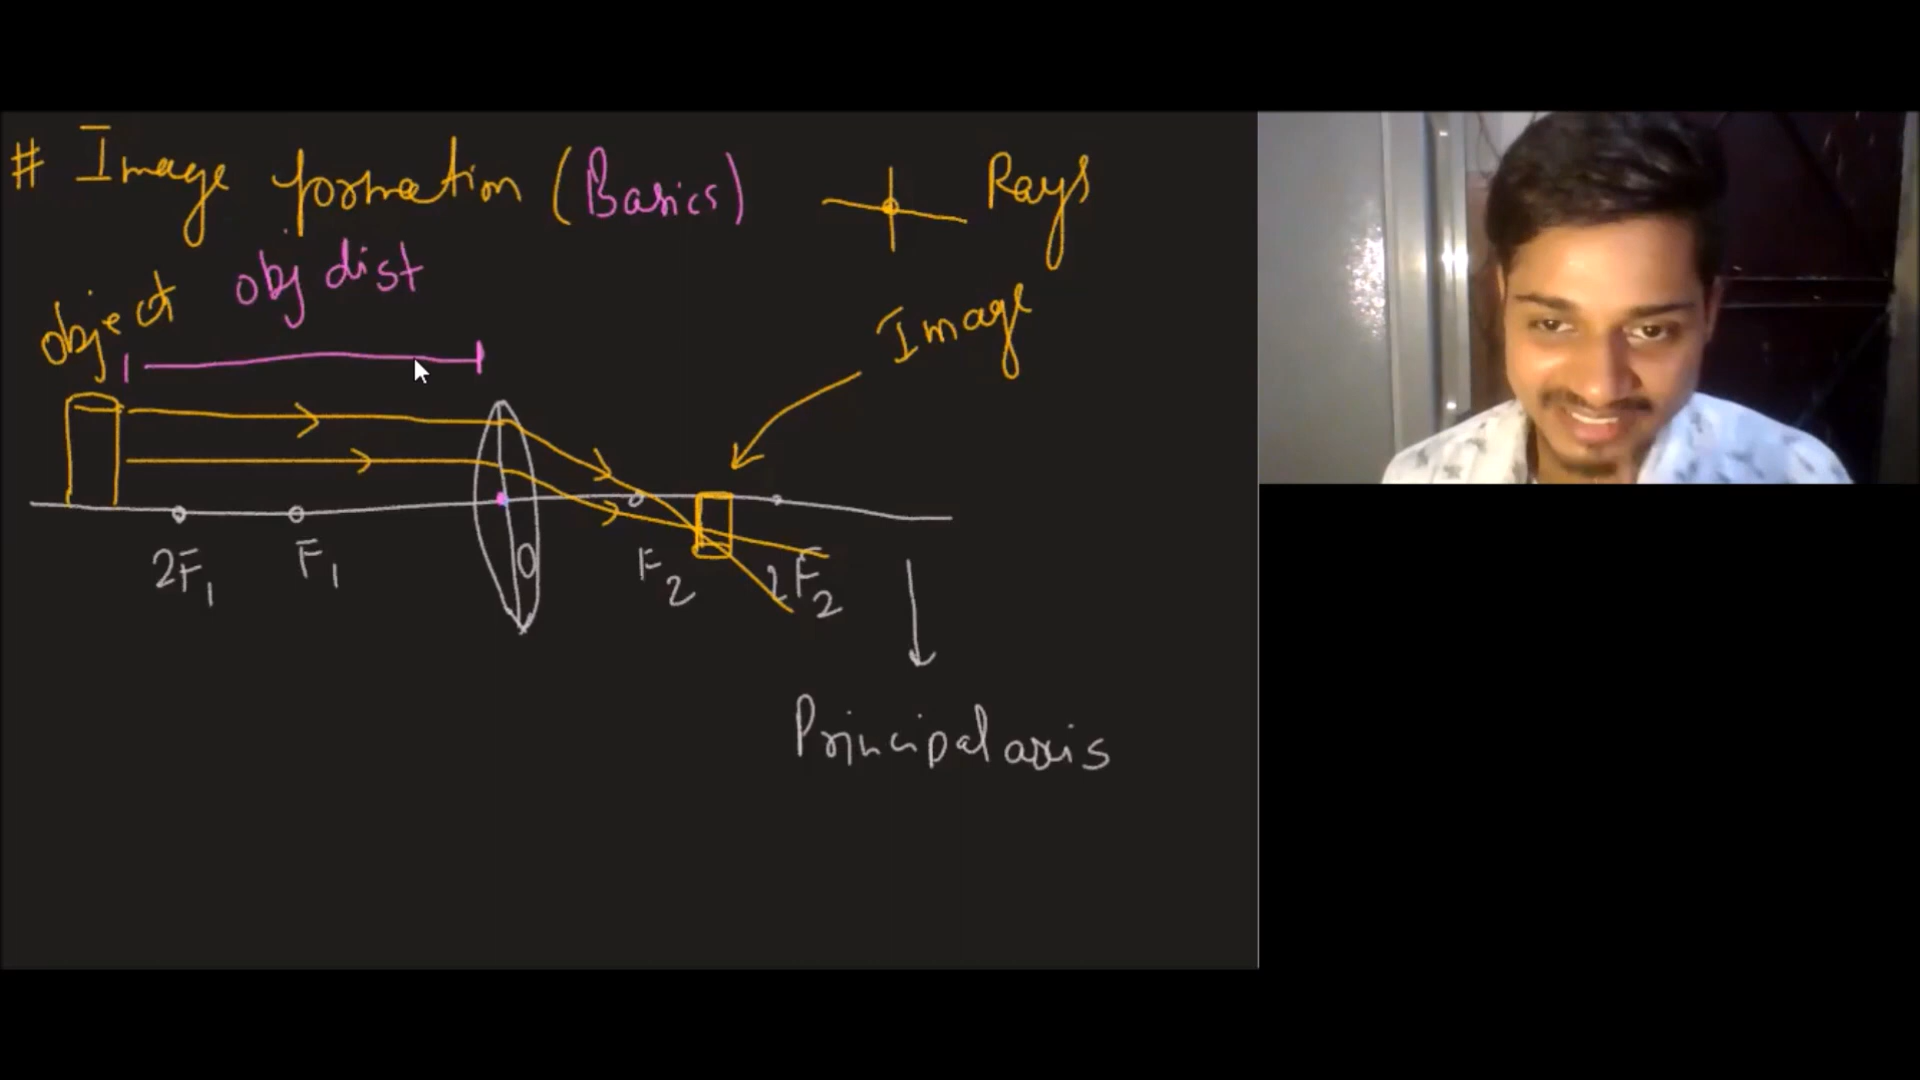 # Image formation (Basics)
Rays
object
obj dist
Image
2F₁
F₁
O
F₂
2F₂
Principal axis